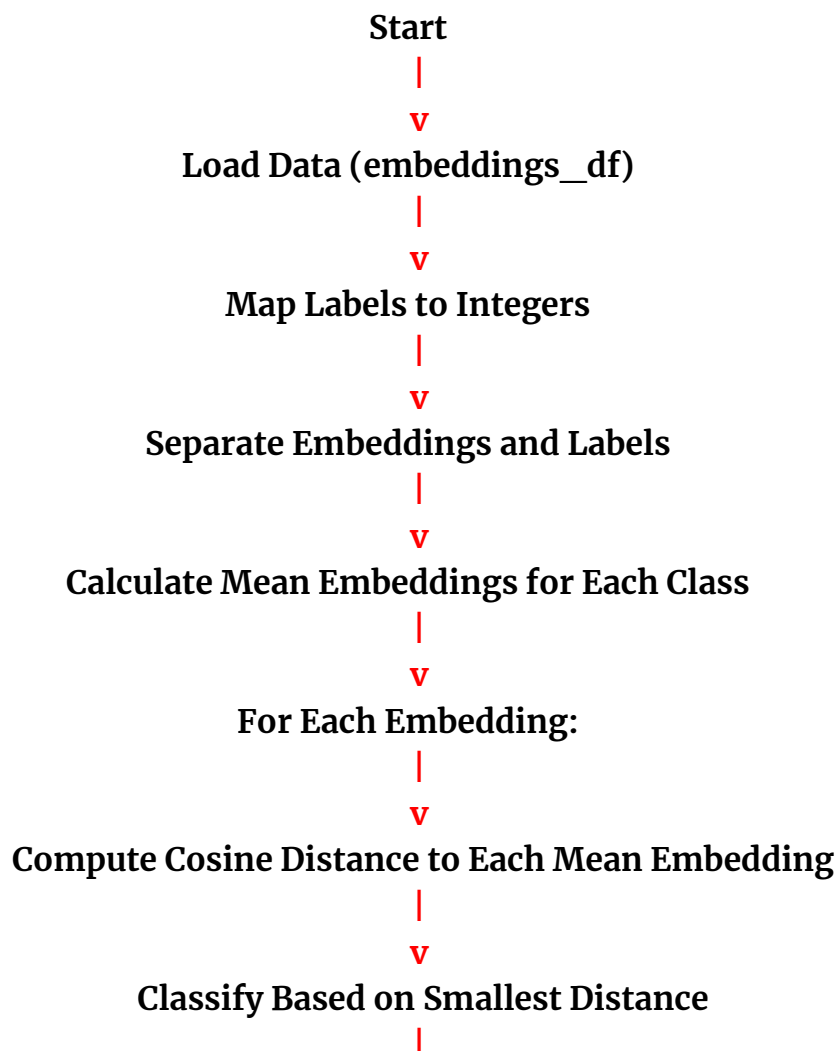 Start
|
v
Load Data (embeddings_df)
|
v
Map Labels to Integers
|
v
Separate Embeddings and Labels
|
v
Calculate Mean Embeddings for Each Class
|
v
For Each Embedding:
|
v
Compute Cosine Distance to Each Mean Embedding
|
v
Classify Based on Smallest Distance
|